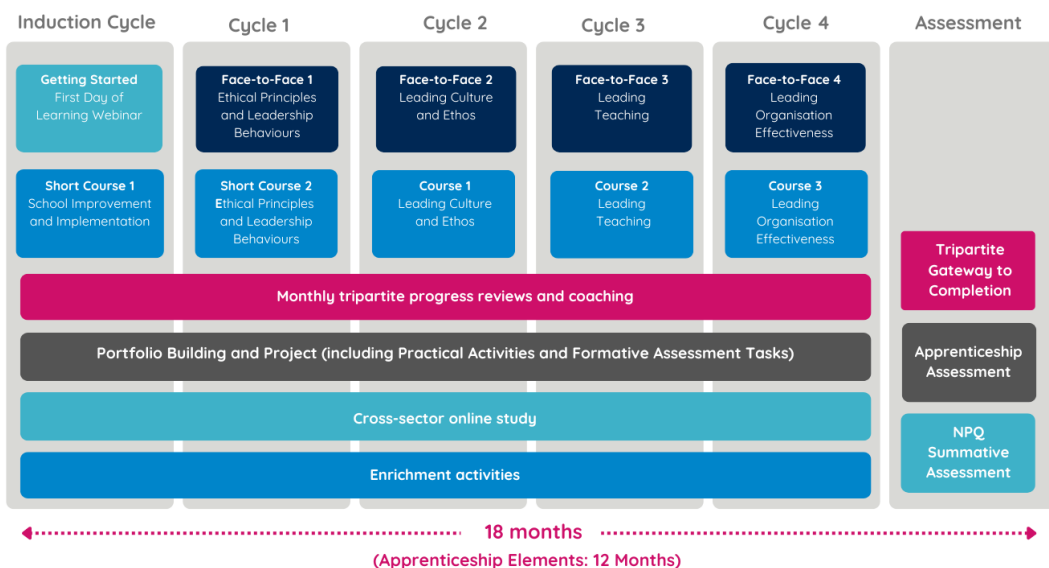 Induction Cycle
Cycle 1
Cycle 2
Cycle 3
Cycle 4
Assessment
Getting Started
First Day of
Learning Webinar
Face-to-Face 1
Ethical Principles
and Leadership
Behaviours
Face-to-Face 2
Leading Culture
and Ethos
Face-to-Face 3
Leading
Teaching
Face-to-Face 4
Leading
Organisation
Effectiveness
Short Course 1
School Improvement
and Implementation
Short Course 2
Ethical Principles
and Leadership
Behaviours
Course 1
Leading Culture
and Ethos
Course 2
Leading
Teaching
Course 3
Leading
Organisation
Effectiveness
Tripartite
Gateway to
Completion
Monthly tripartite progress reviews and coaching
Portfolio Building and Project (including Practical Activities and Formative Assessment Tasks)
Apprenticeship
Assessment
Cross-sector online study
NPQ
Summative
Assessment
Enrichment activities
18 months
(Apprenticeship Elements: 12 Months)